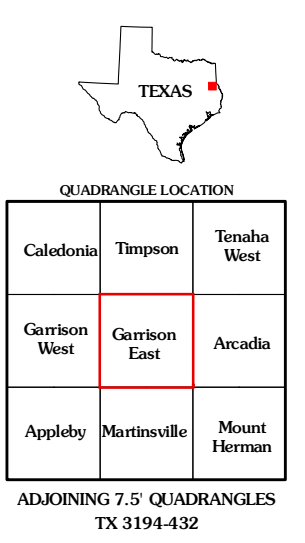 TEXAS
QUADRANGLE LOCATION
Caledonia
Timpson
Tenaha
West
Garrison
West
Garrison
East
Arcadia
Appleby
Martinsville
Mount
Herman
ADJOINING 7.5' QUADRANGLES
TX 3194-432